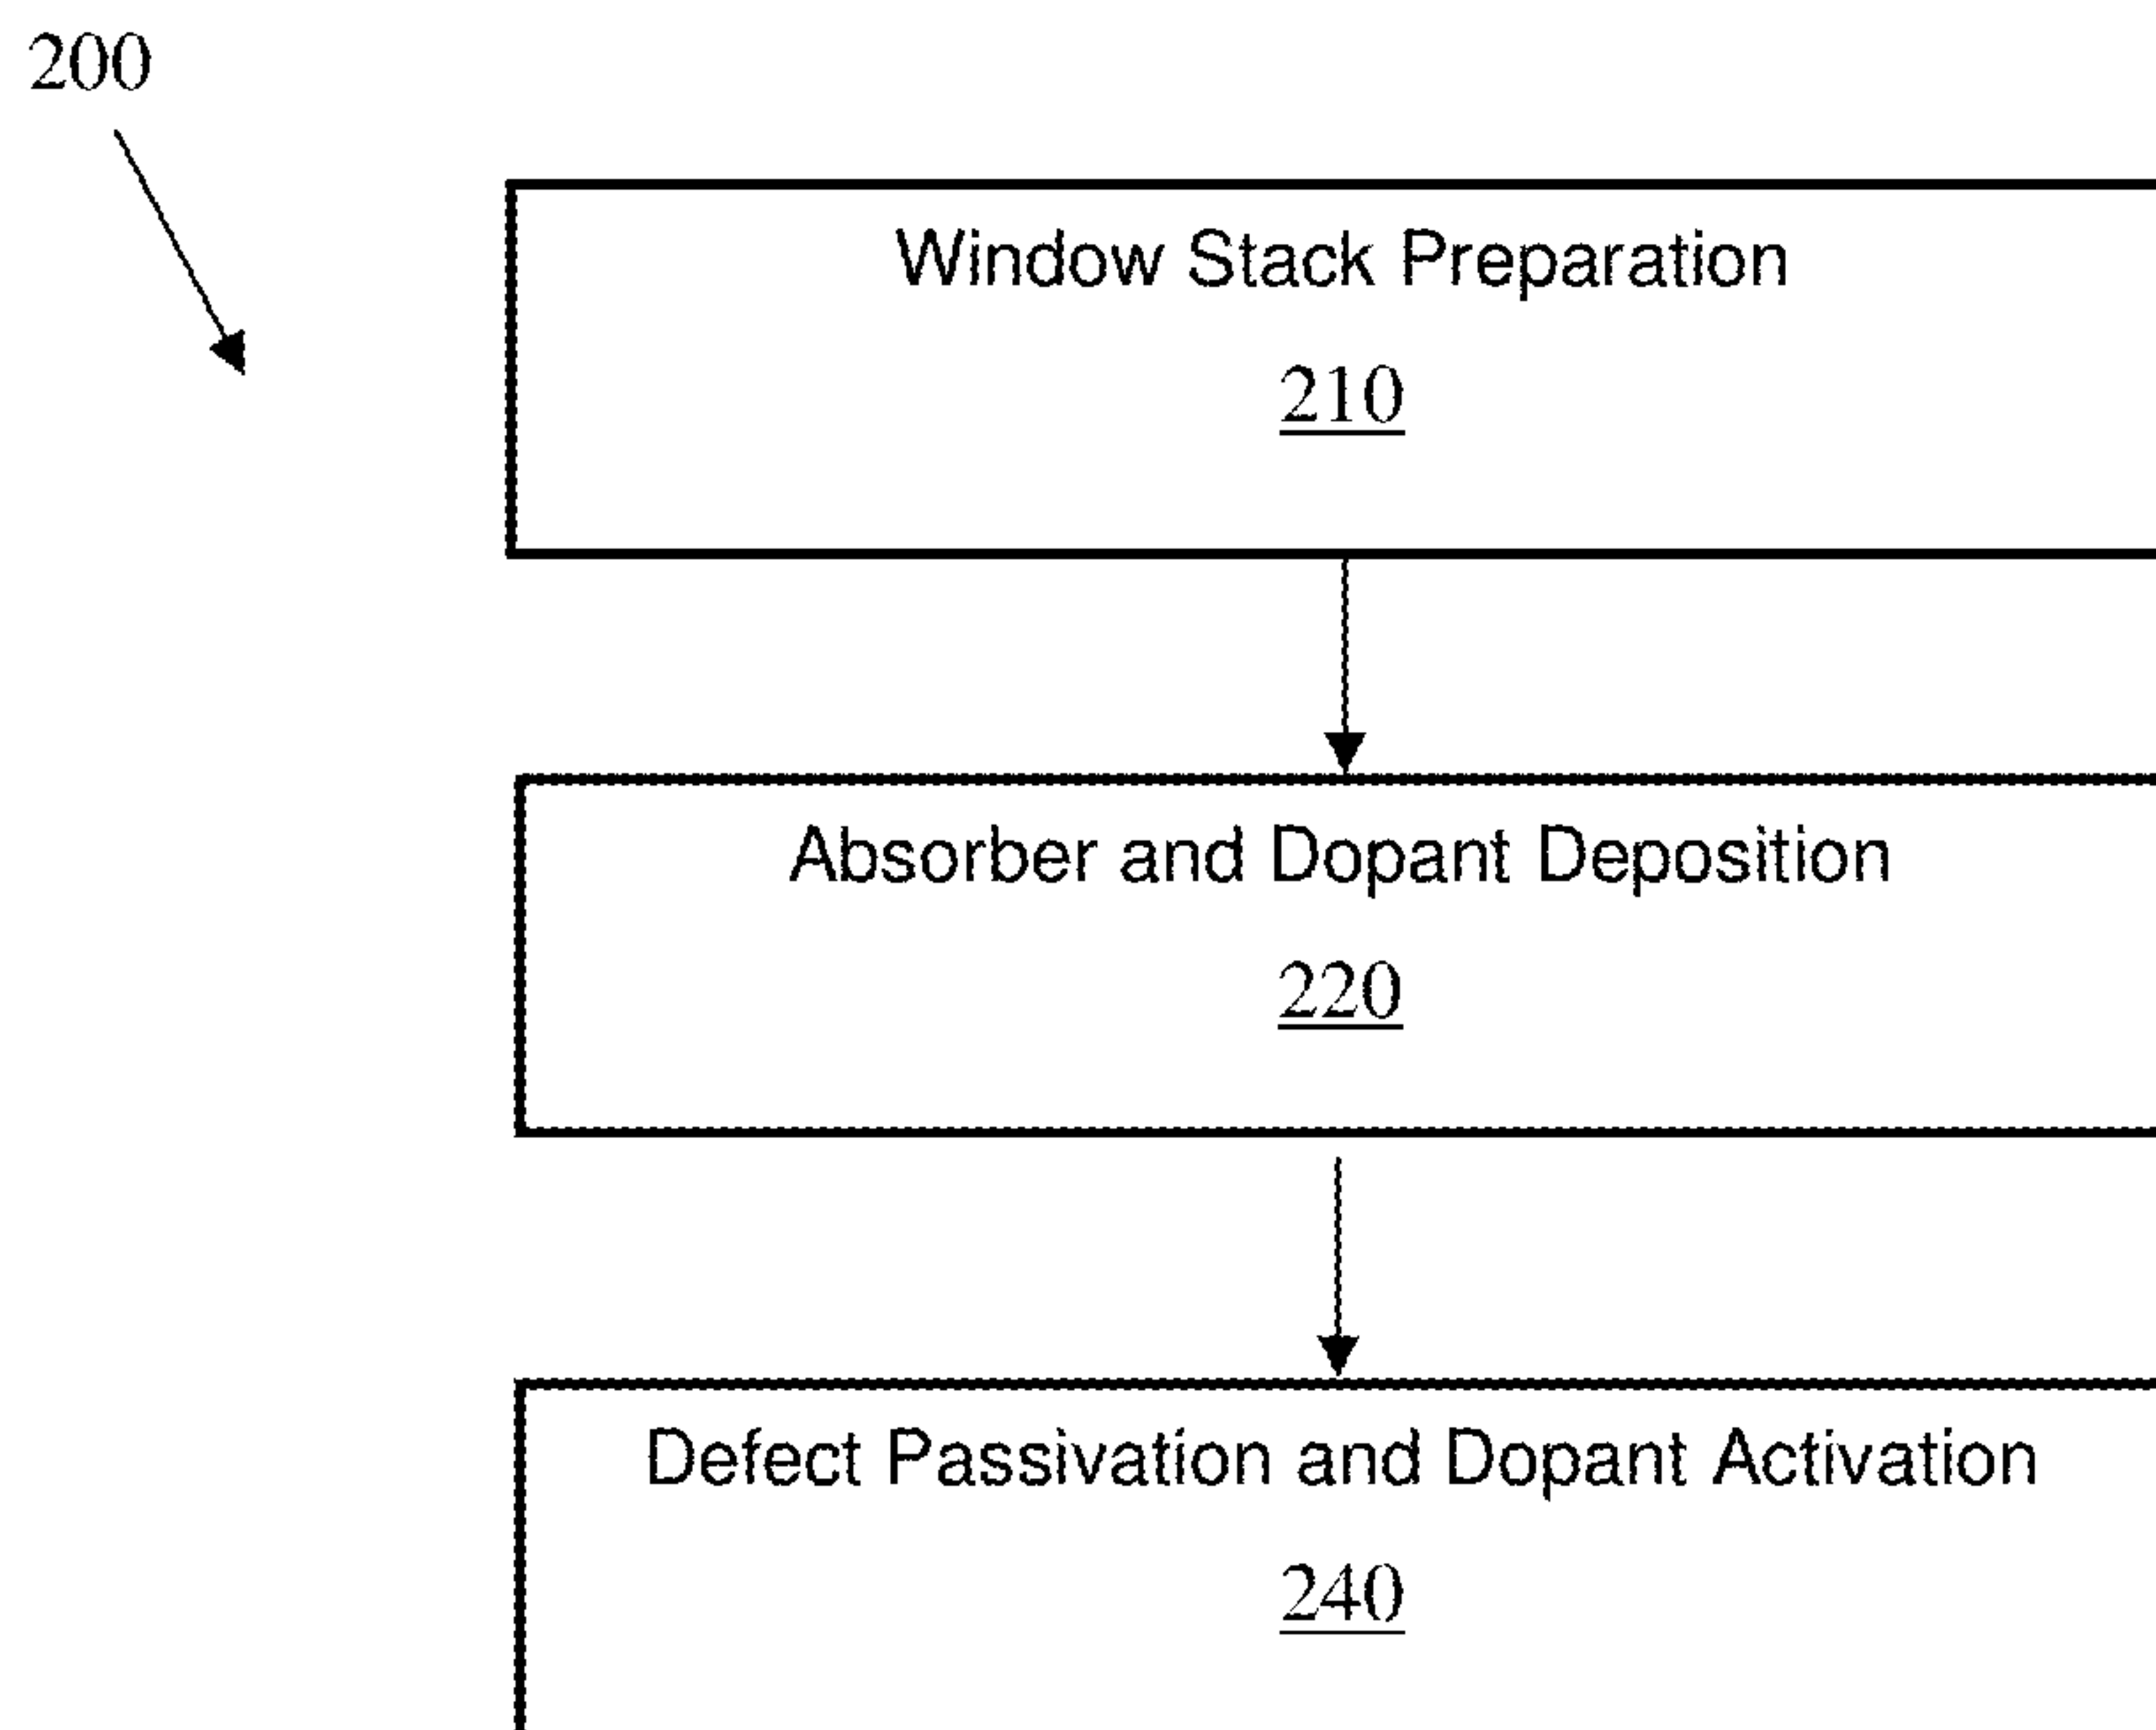 200
Window Stack Preparation
210
Absorber and Dopant Deposition
220
Defect Passivation and Dopant Activation
240